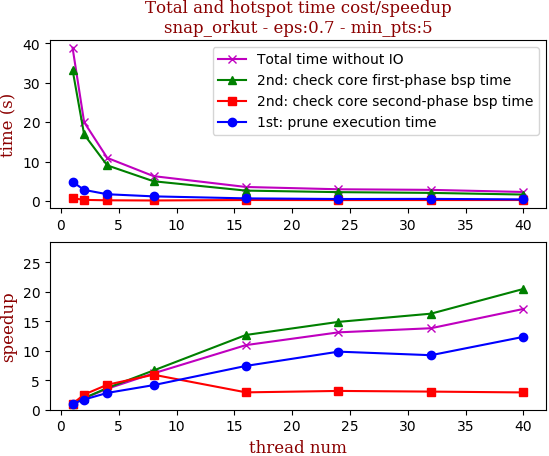 Total and hotspot time cost/speedup
snap_orkut - eps:0.7 - min_pts:5
time (s)
40
30
20
10
0
Total time without IO
2nd: check core first-phase bsp time
2nd: check core second-phase bsp time
1st: prune execution time
0 5 10 15 20 25 30 35 40
speedup
25
20
15
10
5
0
0 5 10 15 20 25 30 35 40
thread num